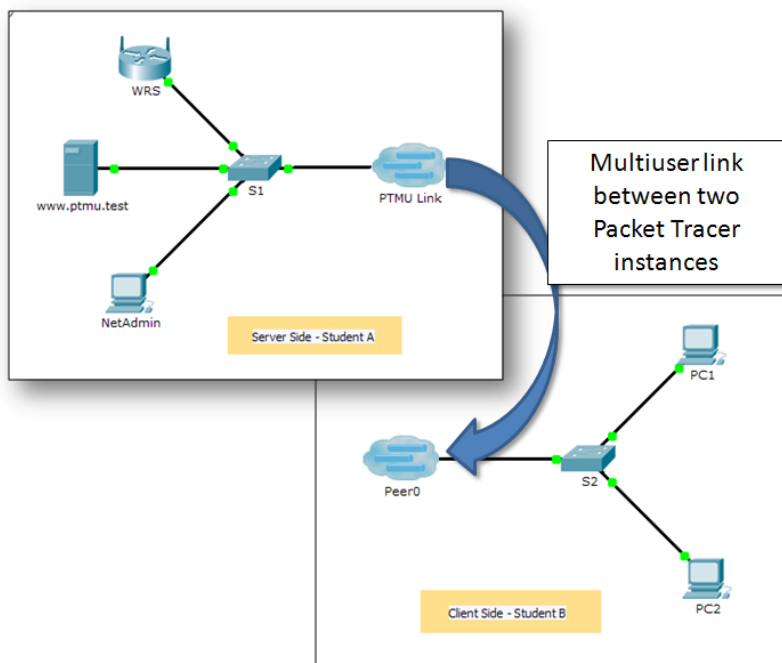 WRS
www.ptmu.test
S1
PTMU Link
NetAdmin
Server Side - Student A
Multiuser link
between two
Packet Tracer
instances
PC1
Peer0
S2
PC2
Client Side - Student B